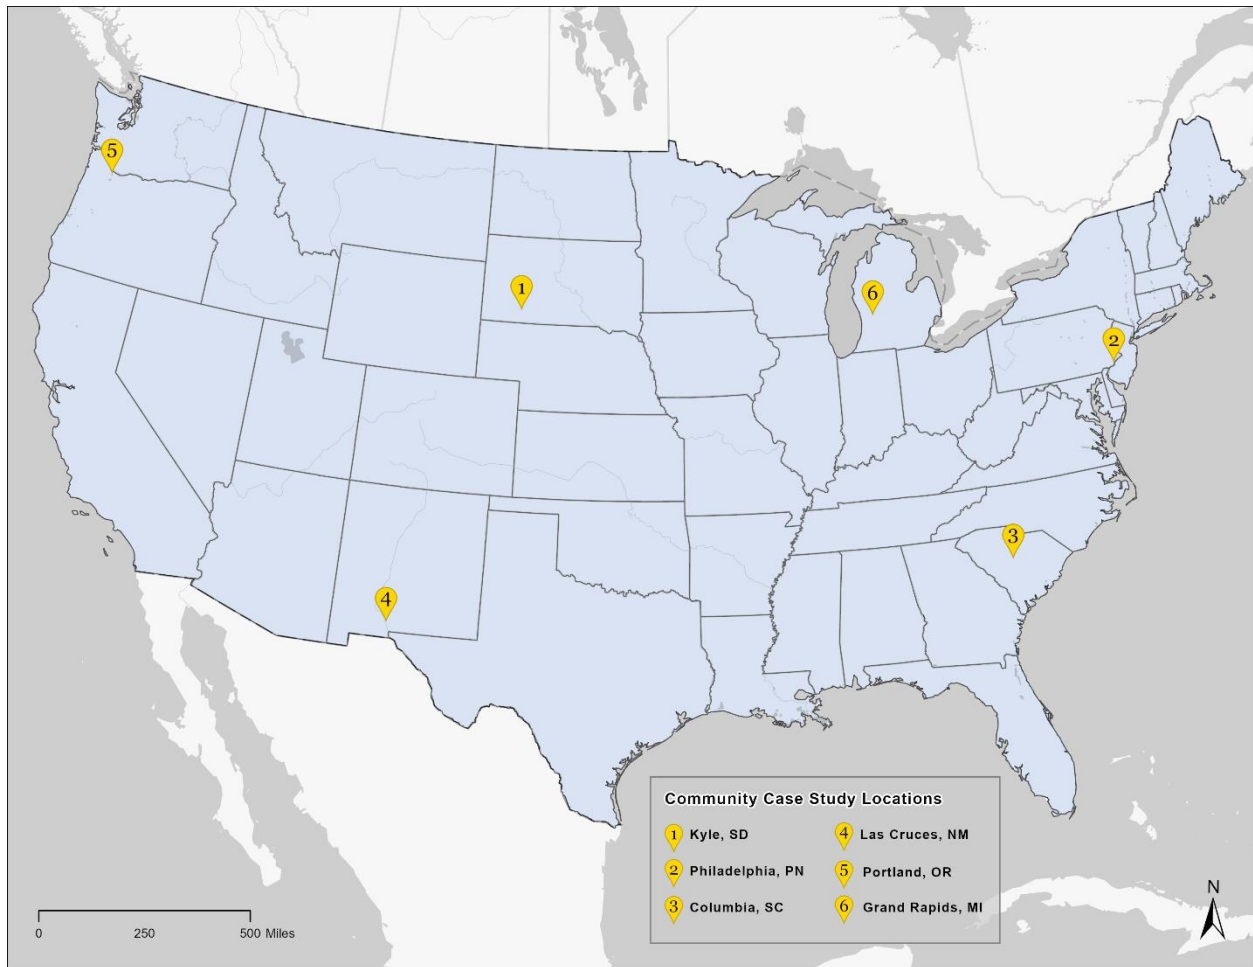 5
1
6
2
3
4
Community Case Study Locations
1 Kyle, SD
4 Las Cruces, NM
2 Philadelphia, PN
5 Portland, OR
3 Columbia, SC
6 Grand Rapids, MI
N
0 250 500 Miles